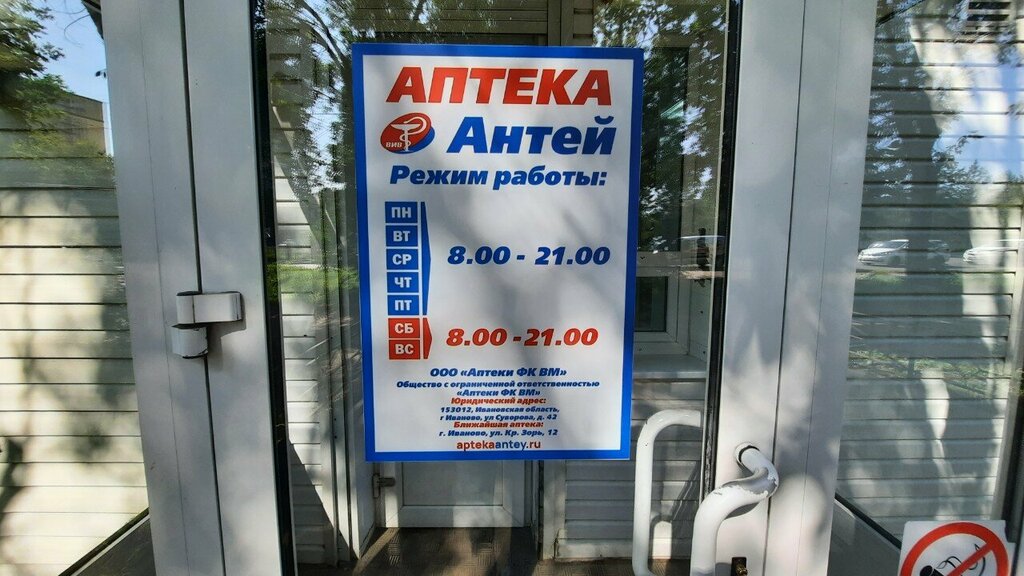 АПТЕКА
ВИВ Антей
Режим работы:
ПН
ВТ
СР
ЧТ
ПТ
8.00 - 21.00
СБ
ВС
8.00 - 21.00
ООО «Аптеки ФК ВМ»
Общество с ограниченной ответственностью
«Аптеки ФК ВМ»
Юридический адрес:
153012, Ивановская область,
г Иваново, ул Суворова, д. 42
Ближайшая аптека:
г. Иваново, ул. Кр. Зорь, 12
aptekaantey.ru